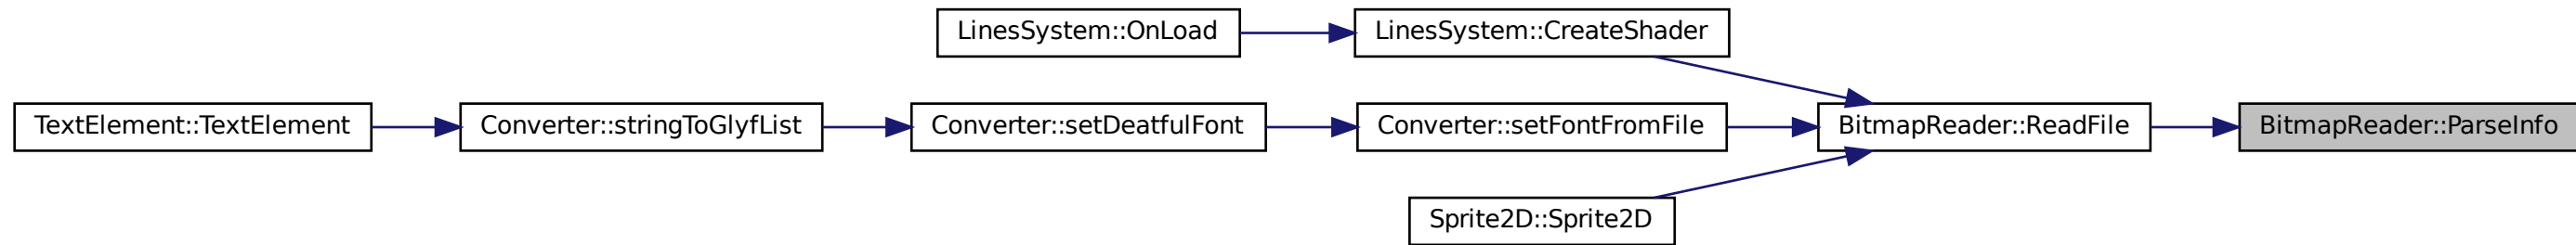 LinesSystem::OnLoad
LinesSystem::CreateShader
TextElement::TextElement
Converter::stringToGlyfList
Converter::setDeatfulFont
Converter::setFontFromFile
BitmapReader::ReadFile
BitmapReader::ParseInfo
Sprite2D::Sprite2D